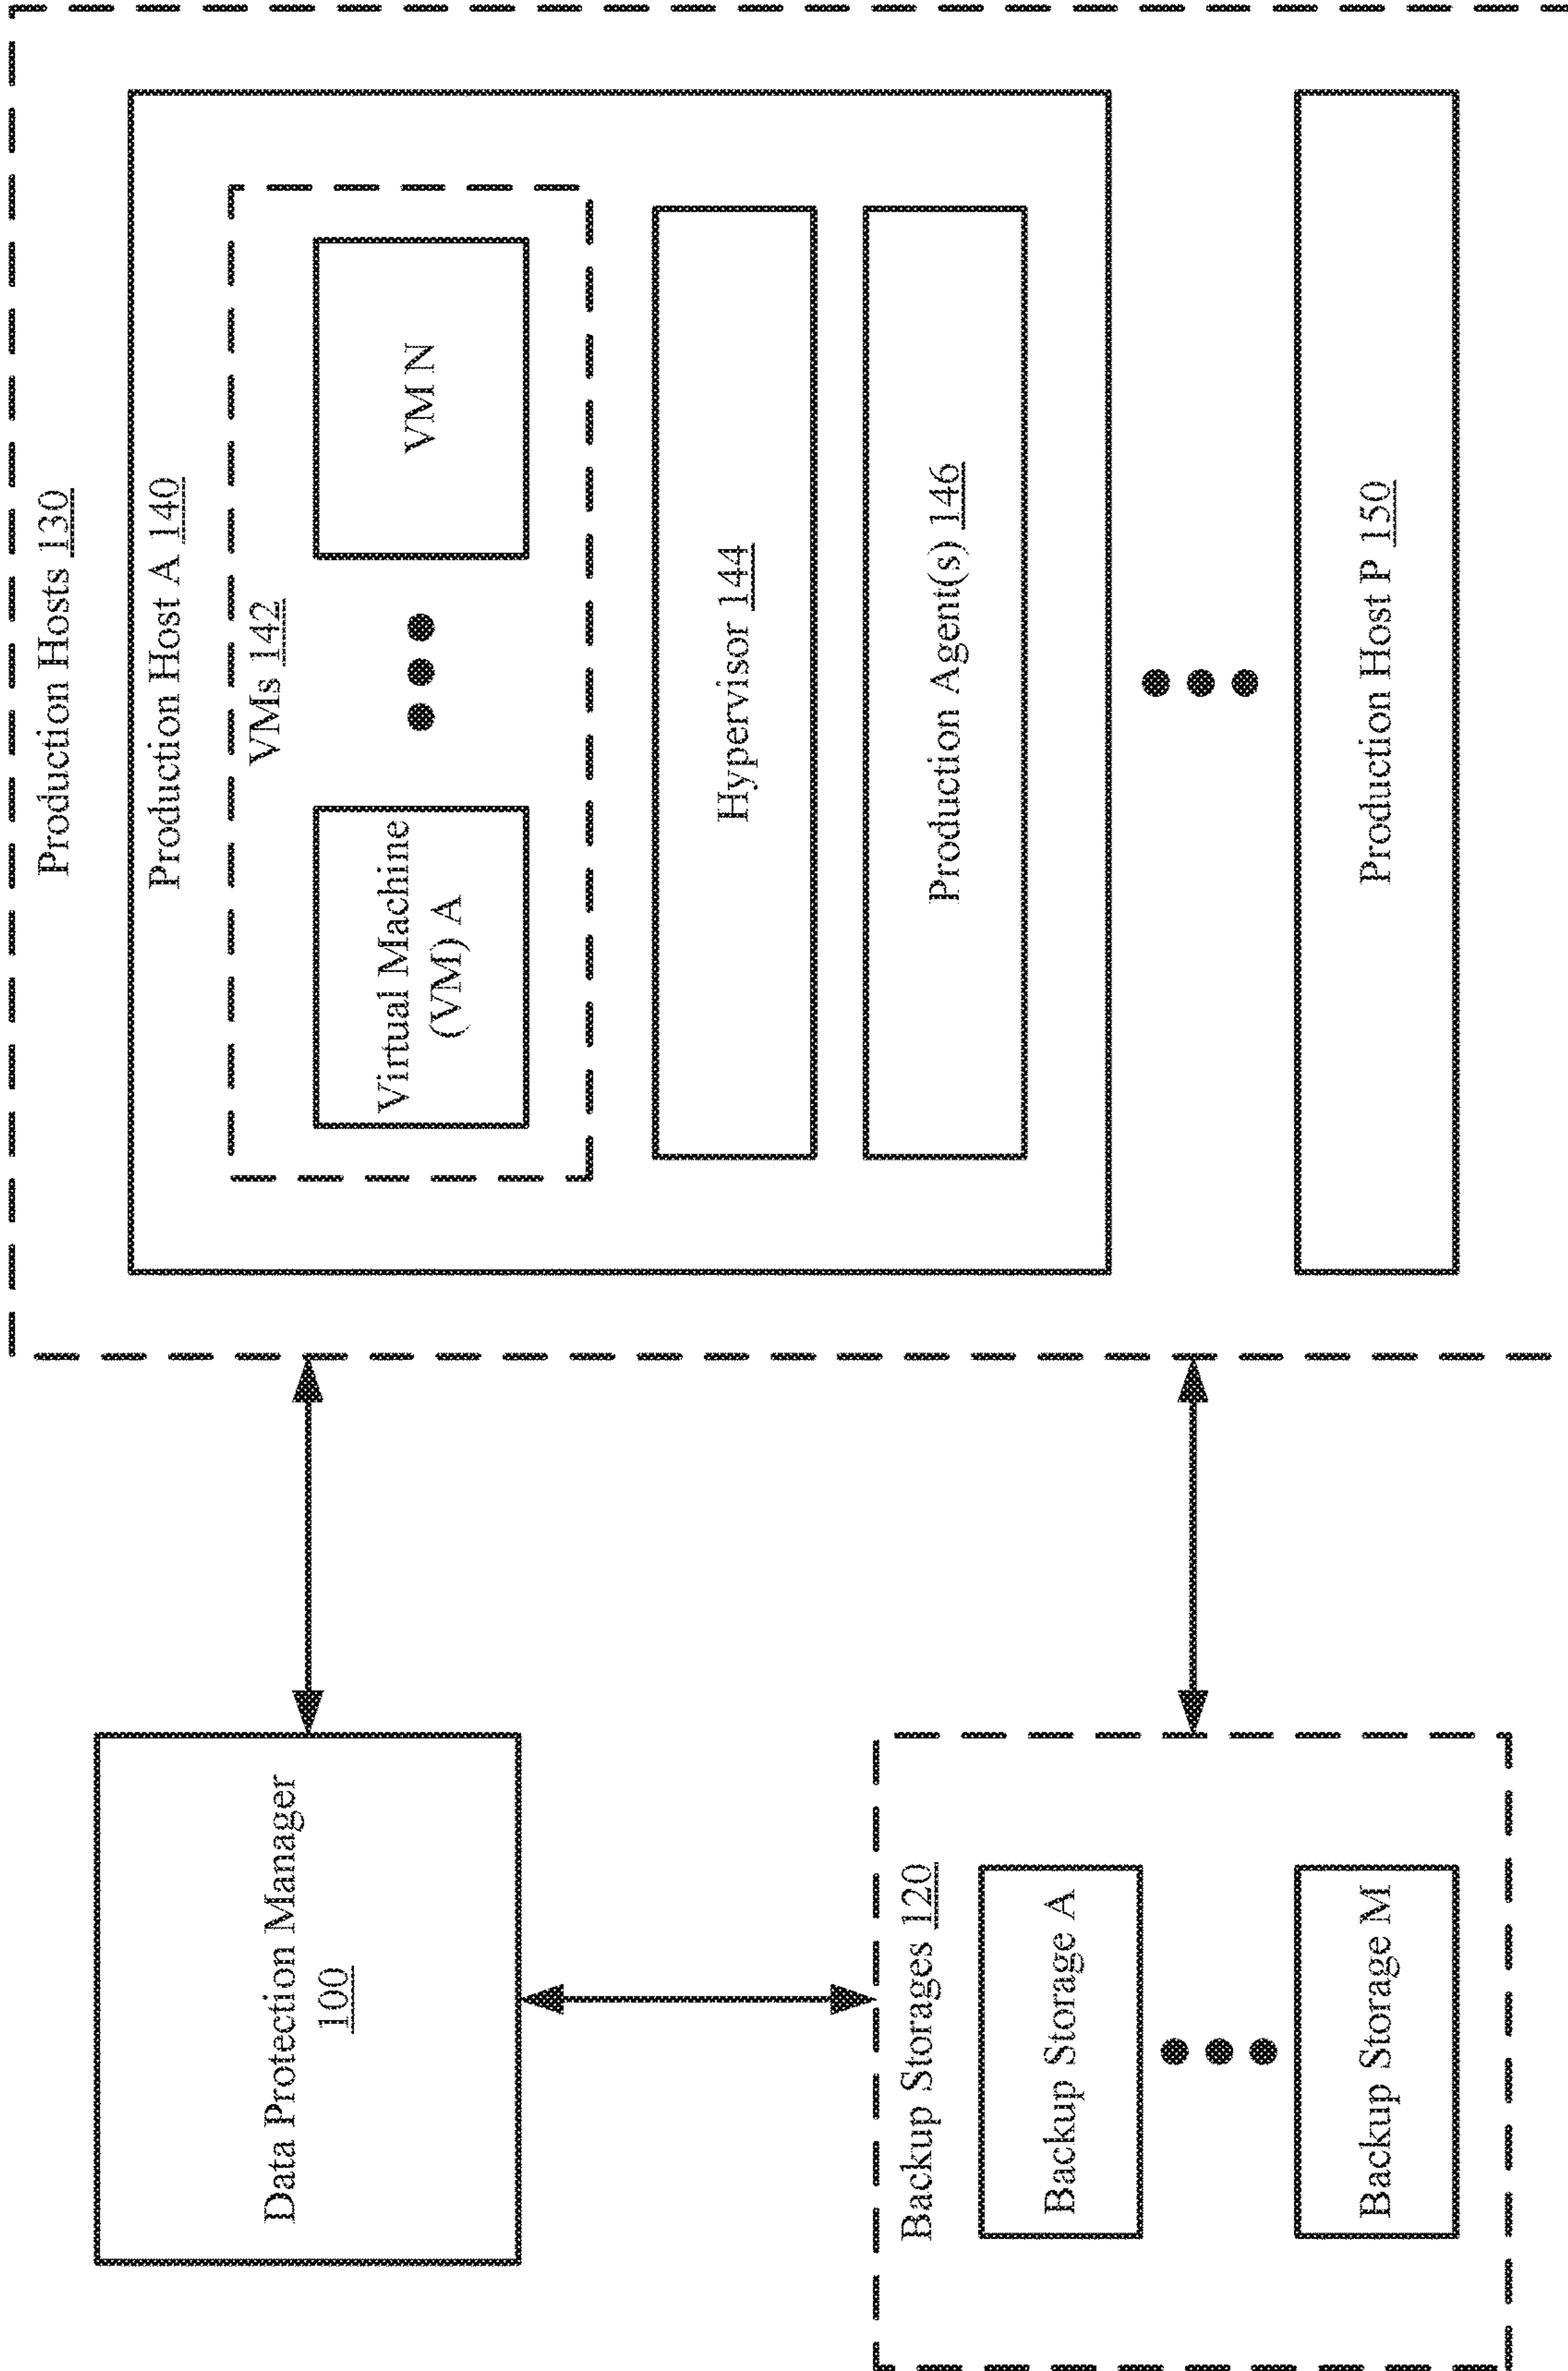 Data Protection Manager
100
Backup Storages 120
Backup Storage A
Backup Storage M
Production Hosts 130
Production Host A 140
VMs 142
Virtual Machine
(VM) A
VM N
Hypervisor 144
Production Agent(s) 146
Production Host P 150